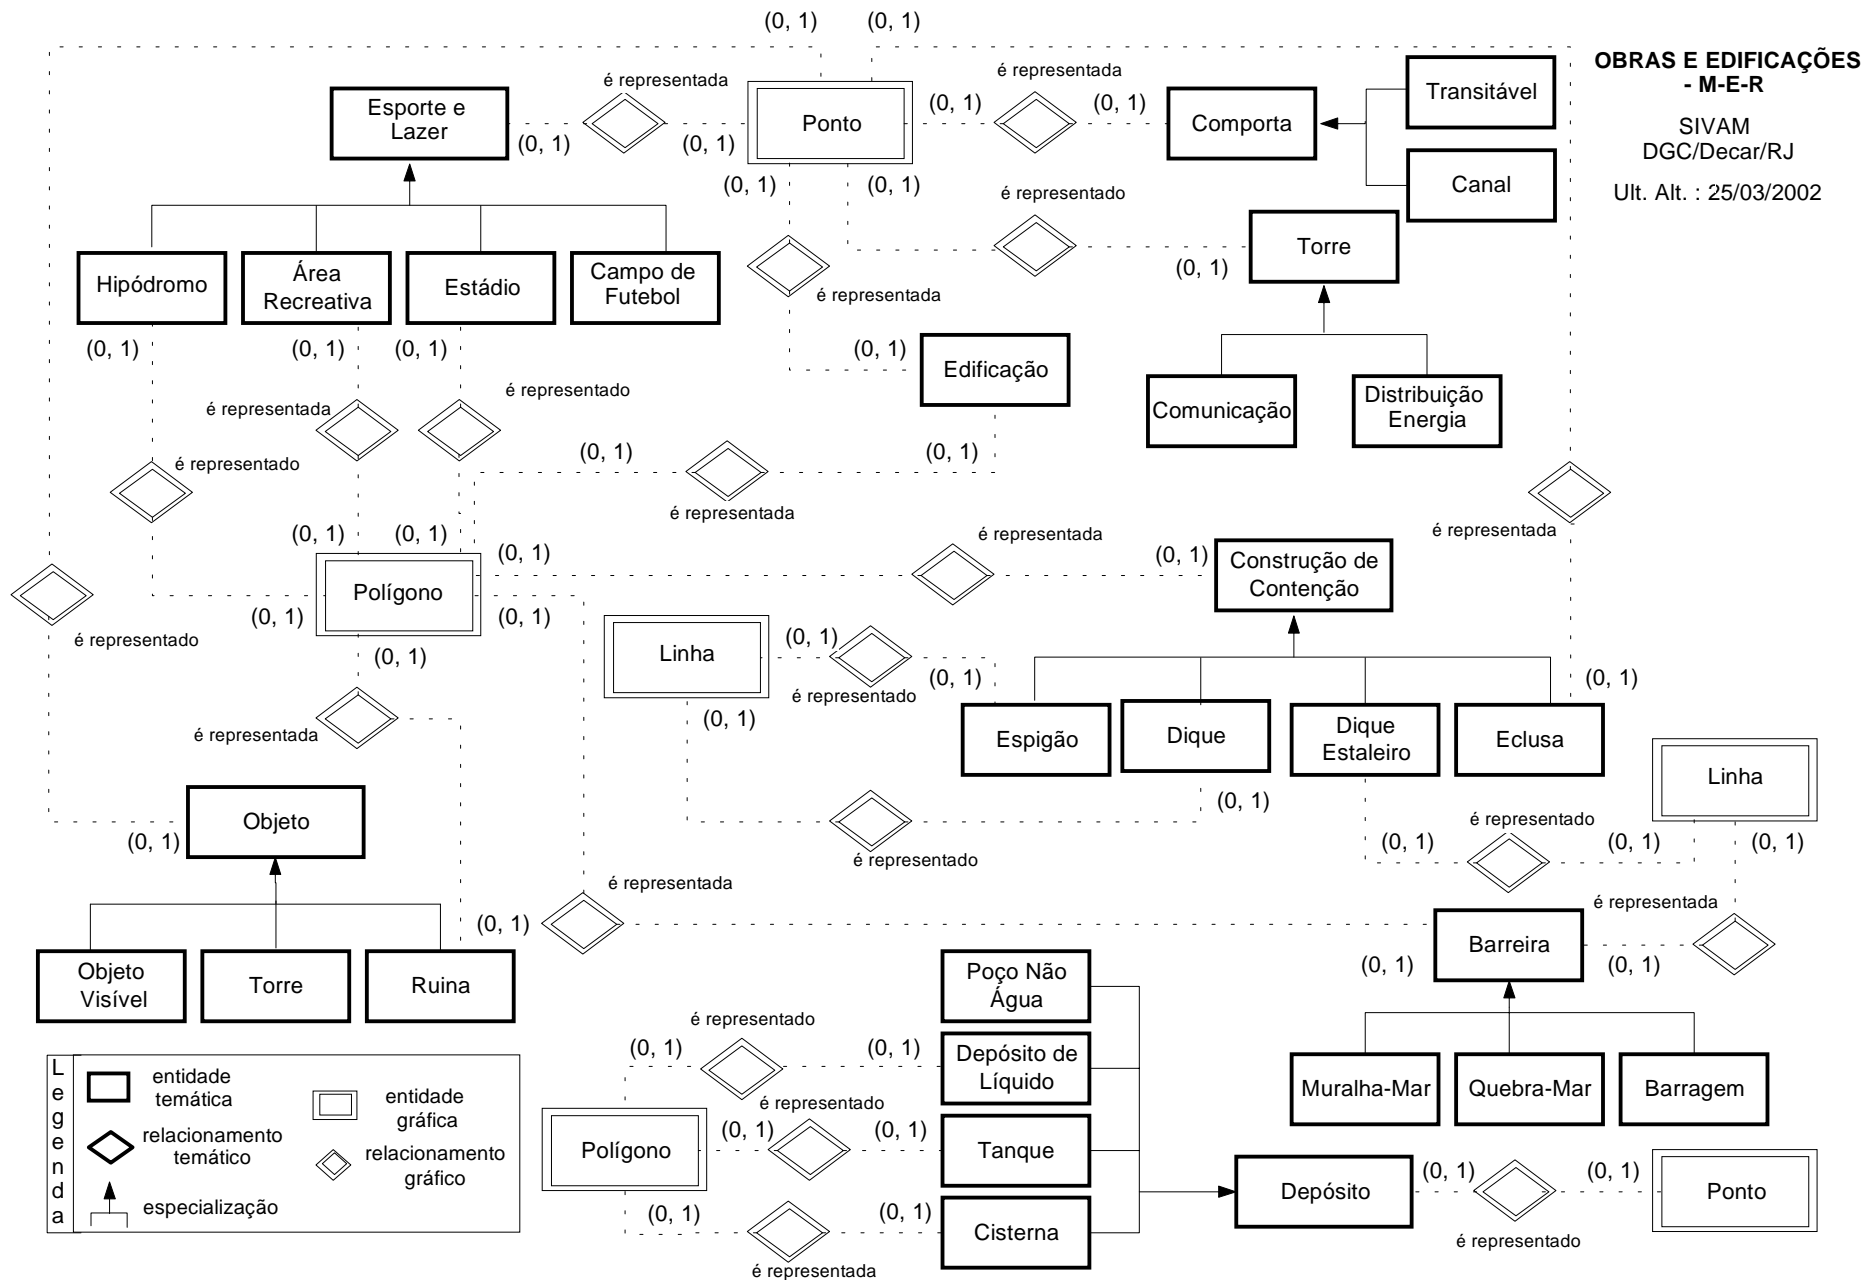 (0, 1) (0, 1)
OBRAS E EDIFICAÇÕES
- M-E-R
SIVAM
DGC/Decar/RJ
Ult. Alt. : 25/03/2002
é representada
é representada
Esporte e
Lazer
(0, 1)
(0, 1)
Ponto
(0, 1)
(0, 1)
Comporta
Transitável
Canal
(0, 1)
(0, 1)
é representado
Torre
(0, 1)
Hipódromo
Área
Recreativa
Estádio
Campo de
Futebol
é representada
(0, 1)
(0, 1)
(0, 1)
(0, 1)
Edificação
Comunicação
Distribuição
Energia
é representado
é representada
é representado
(0, 1)
(0, 1)
é representada
é representada
(0, 1)
(0, 1)
(0, 1)
é representada
(0, 1)
Construção de
Contenção
Polígono
(0, 1)
(0, 1)
(0, 1)
é representado
é representada
Linha
(0, 1)
(0, 1)
é representado
(0, 1)
(0, 1)
Espigão
Dique
Dique
Estaleiro
Eclusa
Linha
(0, 1)
é representado
Objeto
(0, 1)
é representado
(0, 1)
(0, 1)
(0, 1)
é representada
é representada
(0, 1)
Barreira
(0, 1)
(0, 1)
Objeto
Visível
Torre
Ruina
Poço Não
Água
é representado
(0, 1)
(0, 1)
Depósito de
Líquido
Muralha-Mar
Quebra-Mar
Barragem
é representado
Polígono
(0, 1)
(0, 1)
Tanque
(0, 1)
(0, 1)
Cisterna
é representada
Depósito
(0, 1)
(0, 1)
Ponto
é representado
Legenda
entidade
temática
entidade
gráfica
relacionamento
temático
relacionamento
gráfico
especialização